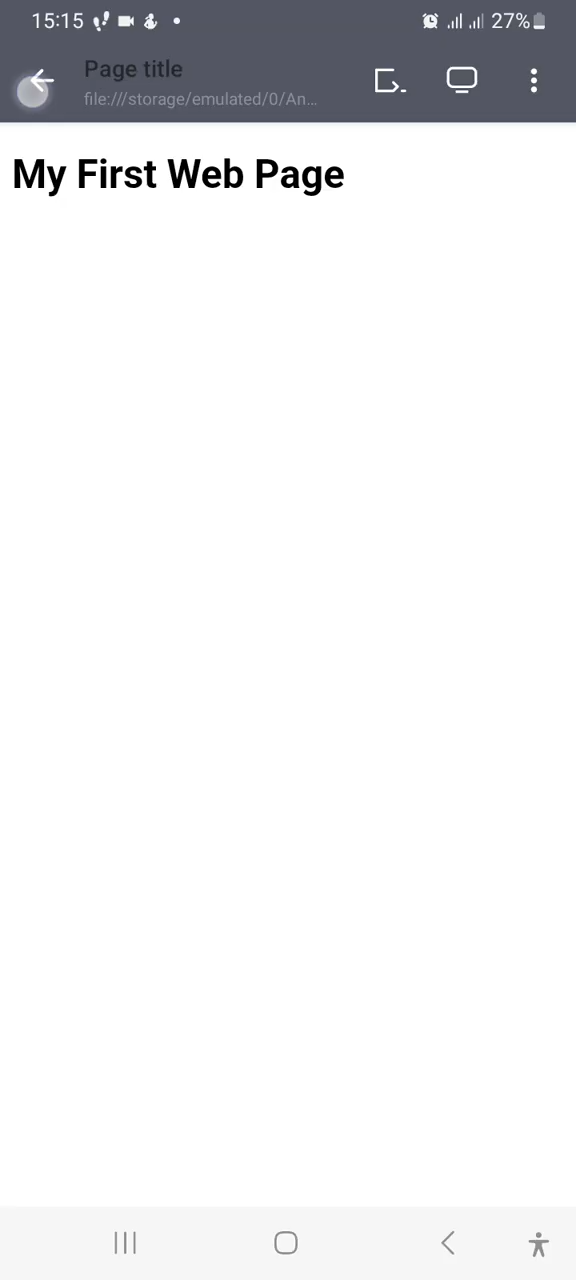 15:15
27%
Page title
file:///storage/emulated/0/An...
My First Web Page